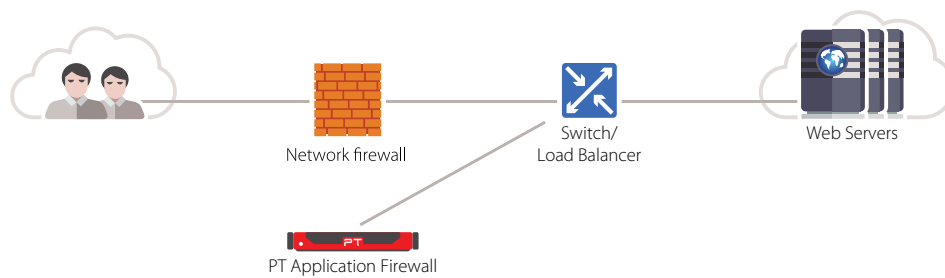 Network firewall
Switch/
Load Balancer
Web Servers
PT
PT Application Firewall